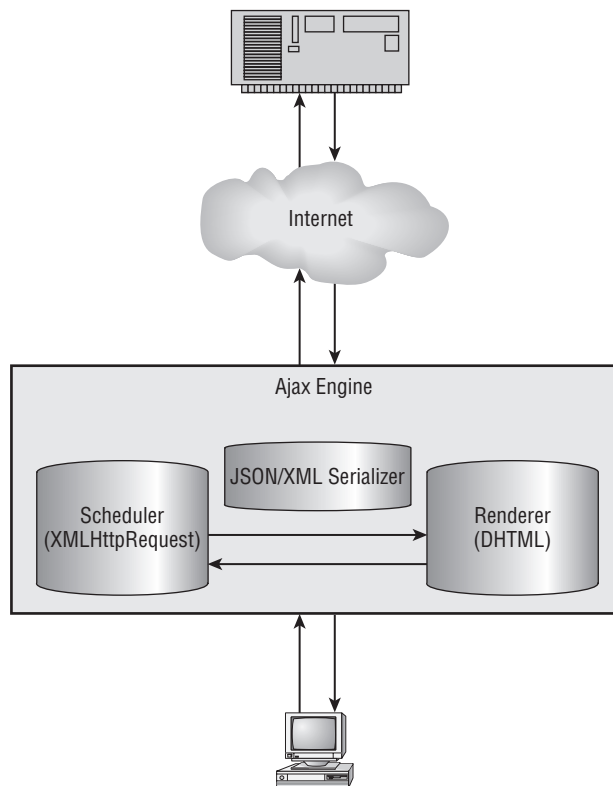 Internet
Ajax Engine
JSON/XML Serializer
Scheduler
(XMLHttpRequest)
Renderer
(DHTML)